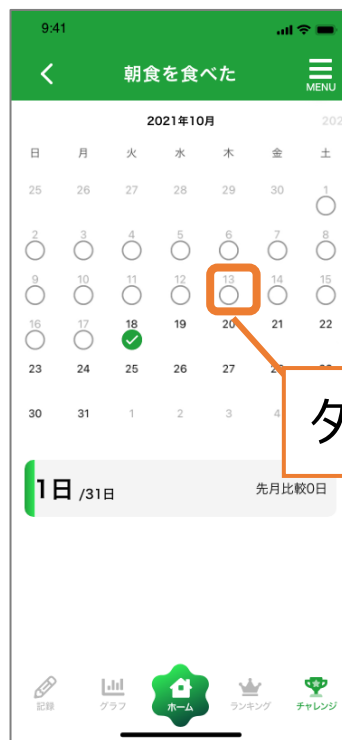 9:41
朝食を食べた
MENU
2021年10月 202
日 月 火 水 木 金 土
25 26 27 28 29 30 1
2 3 4 5 6 7 8
9 10 11 12 13 14 15
16 17 18 19 20 21 22
23 24 25 26 27
30 31 1 2 3 4
タ
1日 /31日 先月比較0日
記録 グラフ ホーム ランキング チャレンジ